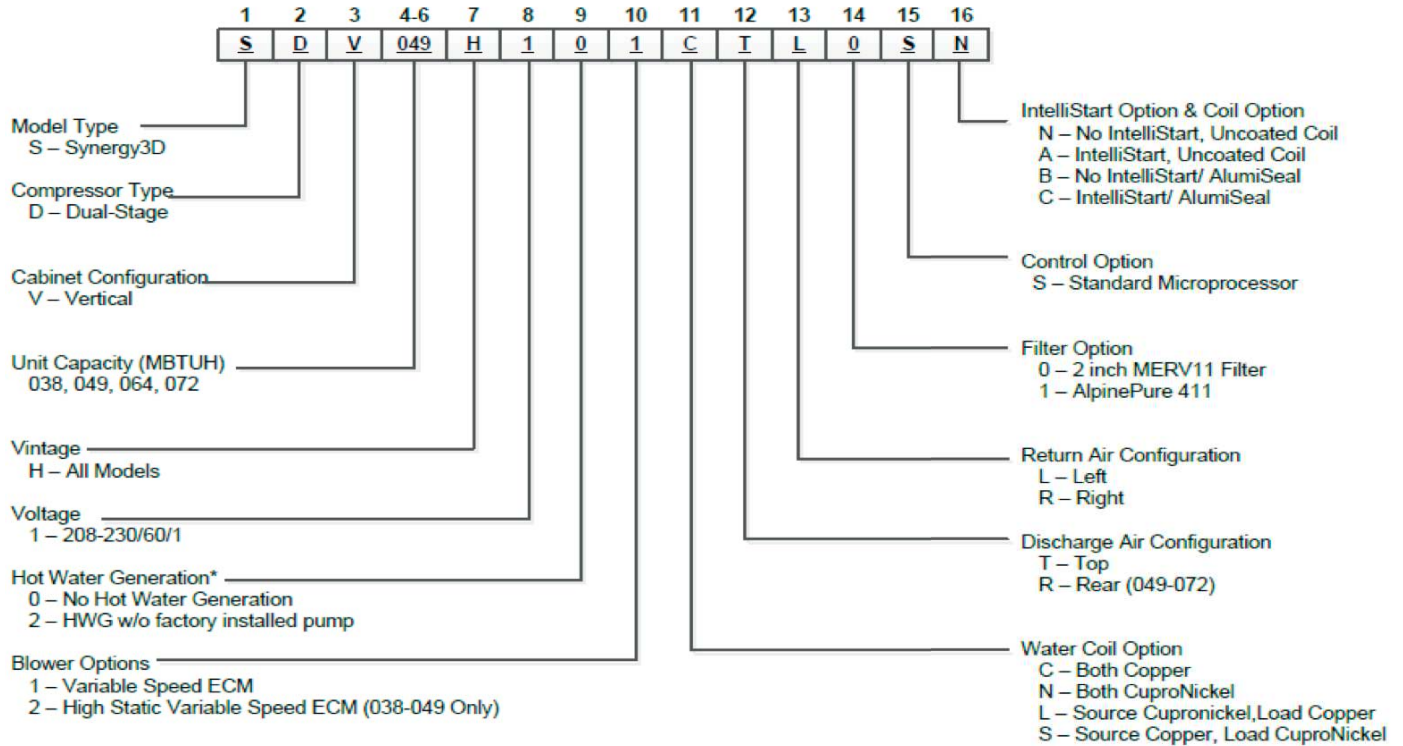 1 2 3 4-6 7 8 9 10 11 12 13 14 15 16
S D V 049 H 1 0 1 C T L 0 S N
Model Type
S – Synergy3D
Compressor Type
D – Dual-Stage
Cabinet Configuration
V – Vertical
Unit Capacity (MBTUH)
038, 049, 064, 072
Vintage
H – All Models
Voltage
1 – 208-230/60/1
Hot Water Generation*
0 – No Hot Water Generation
2 – HWG w/o factory installed pump
Blower Options
1 – Variable Speed ECM
2 – High Static Variable Speed ECM (038-049 Only)
IntelliStart Option & Coil Option
N – No IntelliStart, Uncoated Coil
A – IntelliStart, Uncoated Coil
B – No IntelliStart/ AlumiSeal
C – IntelliStart/ AlumiSeal
Control Option
S – Standard Microprocessor
Filter Option
0 – 2 inch MERV11 Filter
1 – AlpinePure 411
Return Air Configuration
L – Left
R – Right
Discharge Air Configuration
T – Top
R – Rear (049-072)
Water Coil Option
C – Both Copper
N – Both CuproNickel
L – Source Cupronickel,Load Copper
S – Source Copper, Load CuproNickel